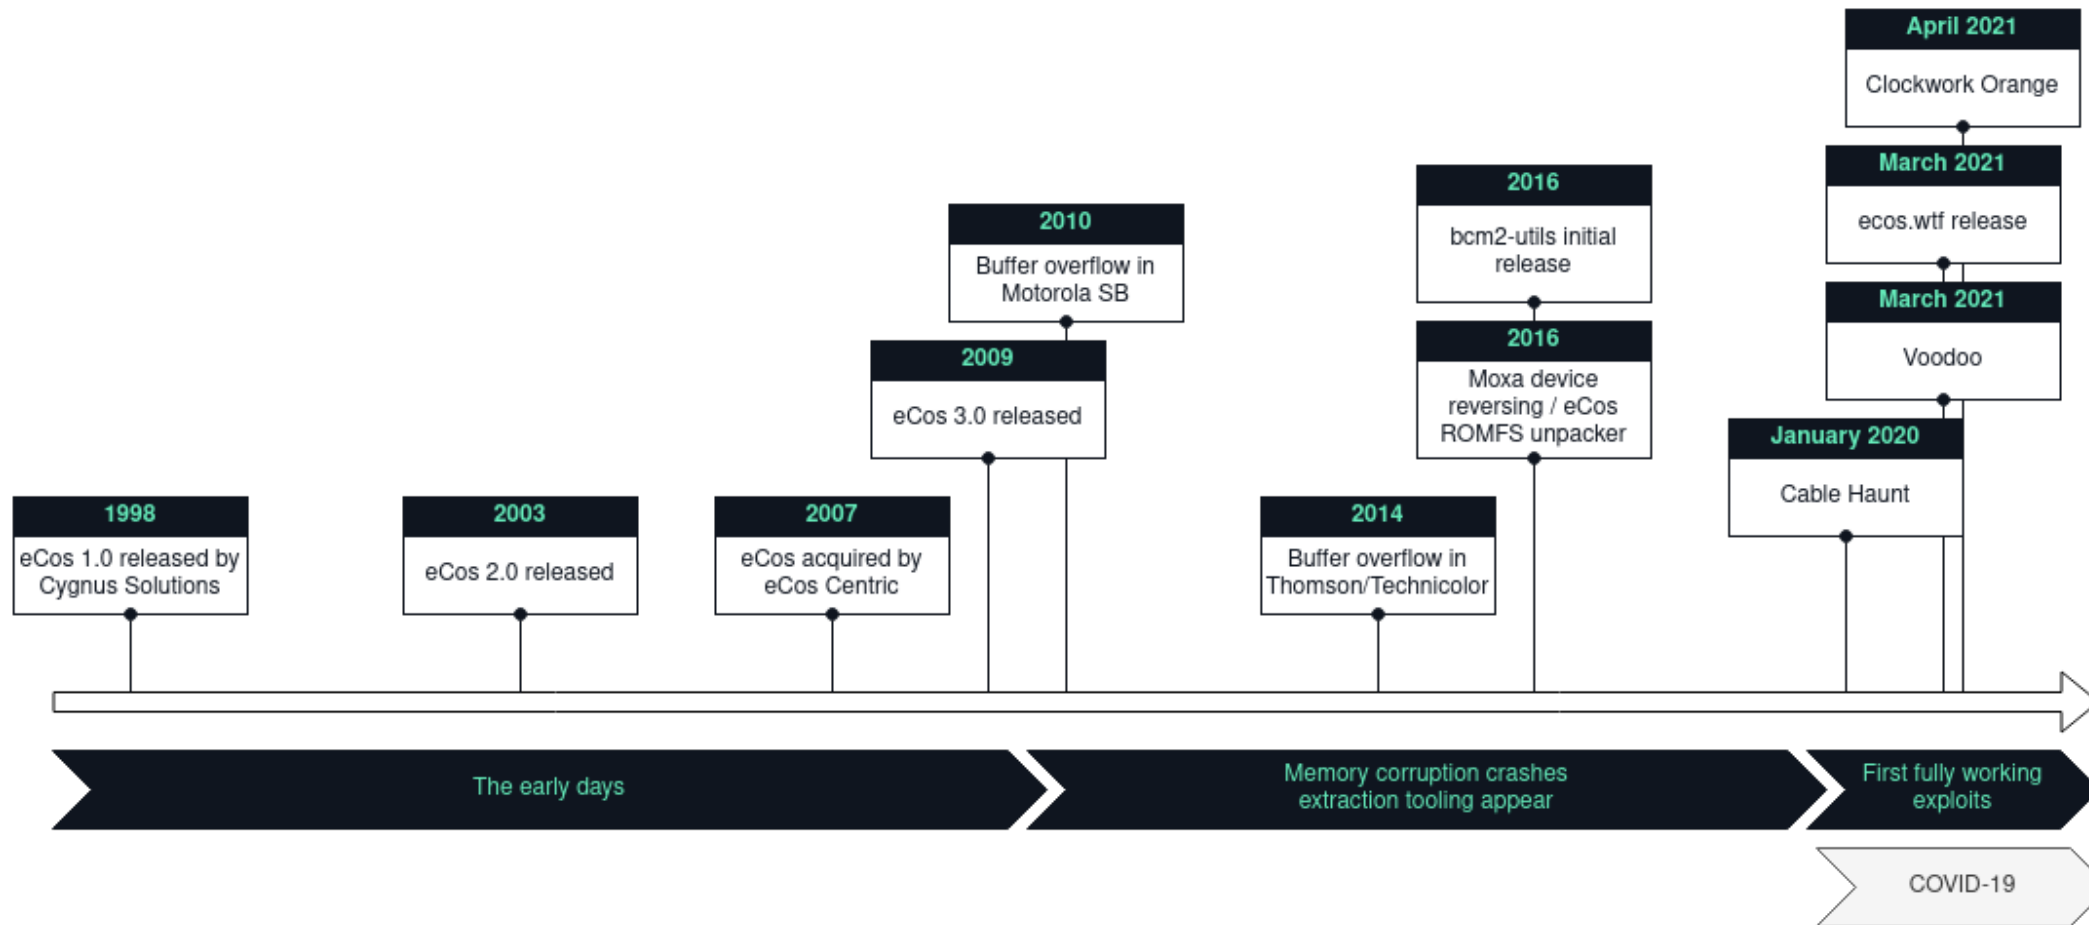 April 2021
Clockwork Orange
March 2021
ecos.wtf release
2016
bcm2-utils initial
release
2010
Buffer overflow in
Motorola SB
March 2021
Voodoo
2016
Moxa device
reversing / eCos
ROMFS unpacker
2009
eCos 3.0 released
January 2020
Cable Haunt
1998
eCos 1.0 released by
Cygnus Solutions
2003
eCos 2.0 released
2007
eCos acquired by
eCos Centric
2014
Buffer overflow in
Thomson/Technicolor
The early days
Memory corruption crashes
extraction tooling appear
First fully working
exploits
COVID-19